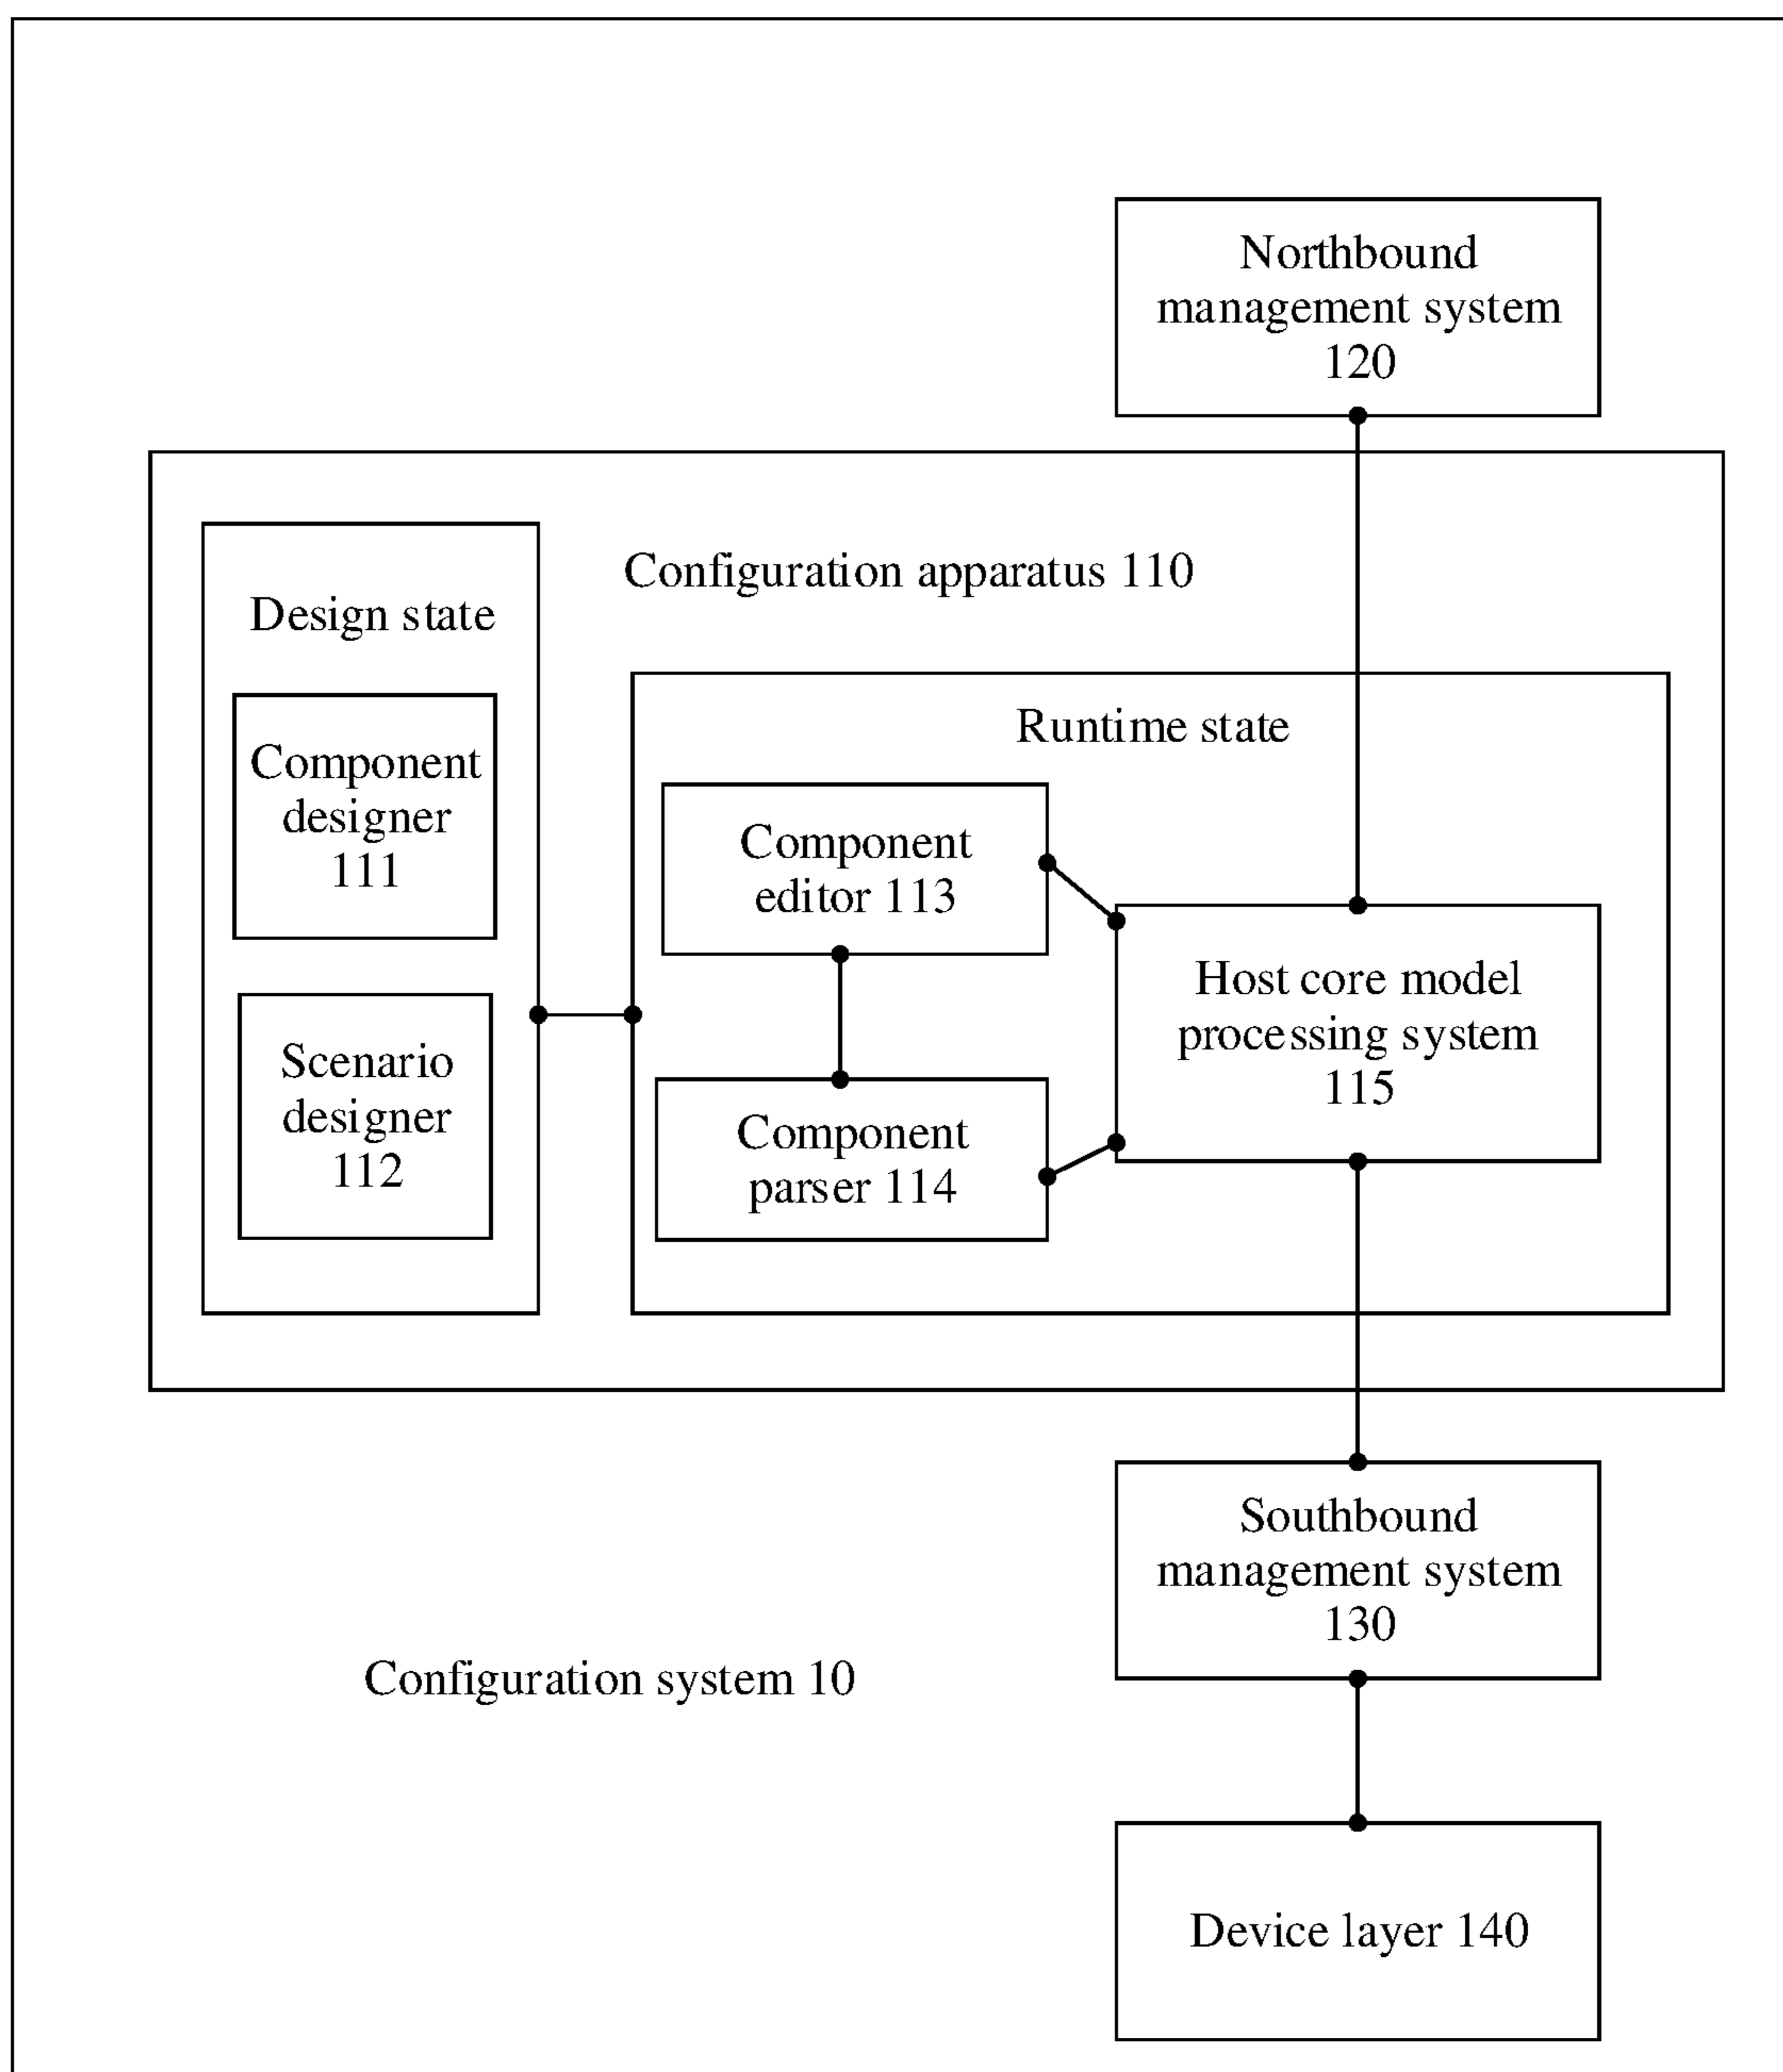 Northbound
management system
120
Configuration apparatus 110
Design state
Component
designer
111
Scenario
designer
112
Runtime state
Component
editor 113
Component
parser 114
Host core model
processing system
115
Southbound
management system
130
Configuration system 10
Device layer 140